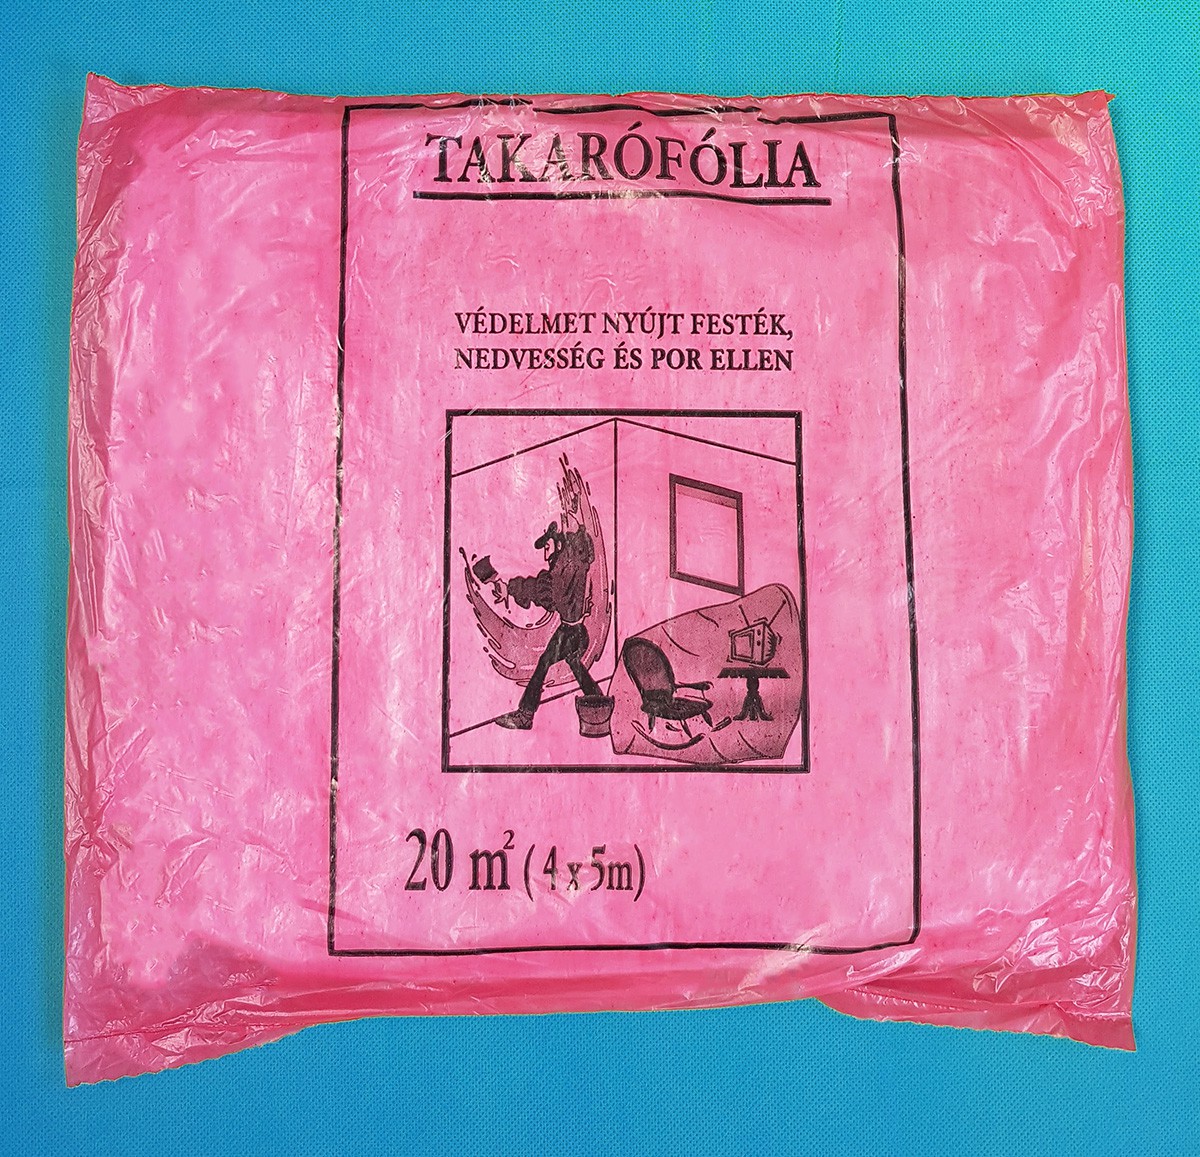 TAKARÓFÓLIA
VÉDELMET NYÚJT FESTÉK,
NEDVESSÉG ÉS POR ELLEN
20 m² ( 4 x 5m)